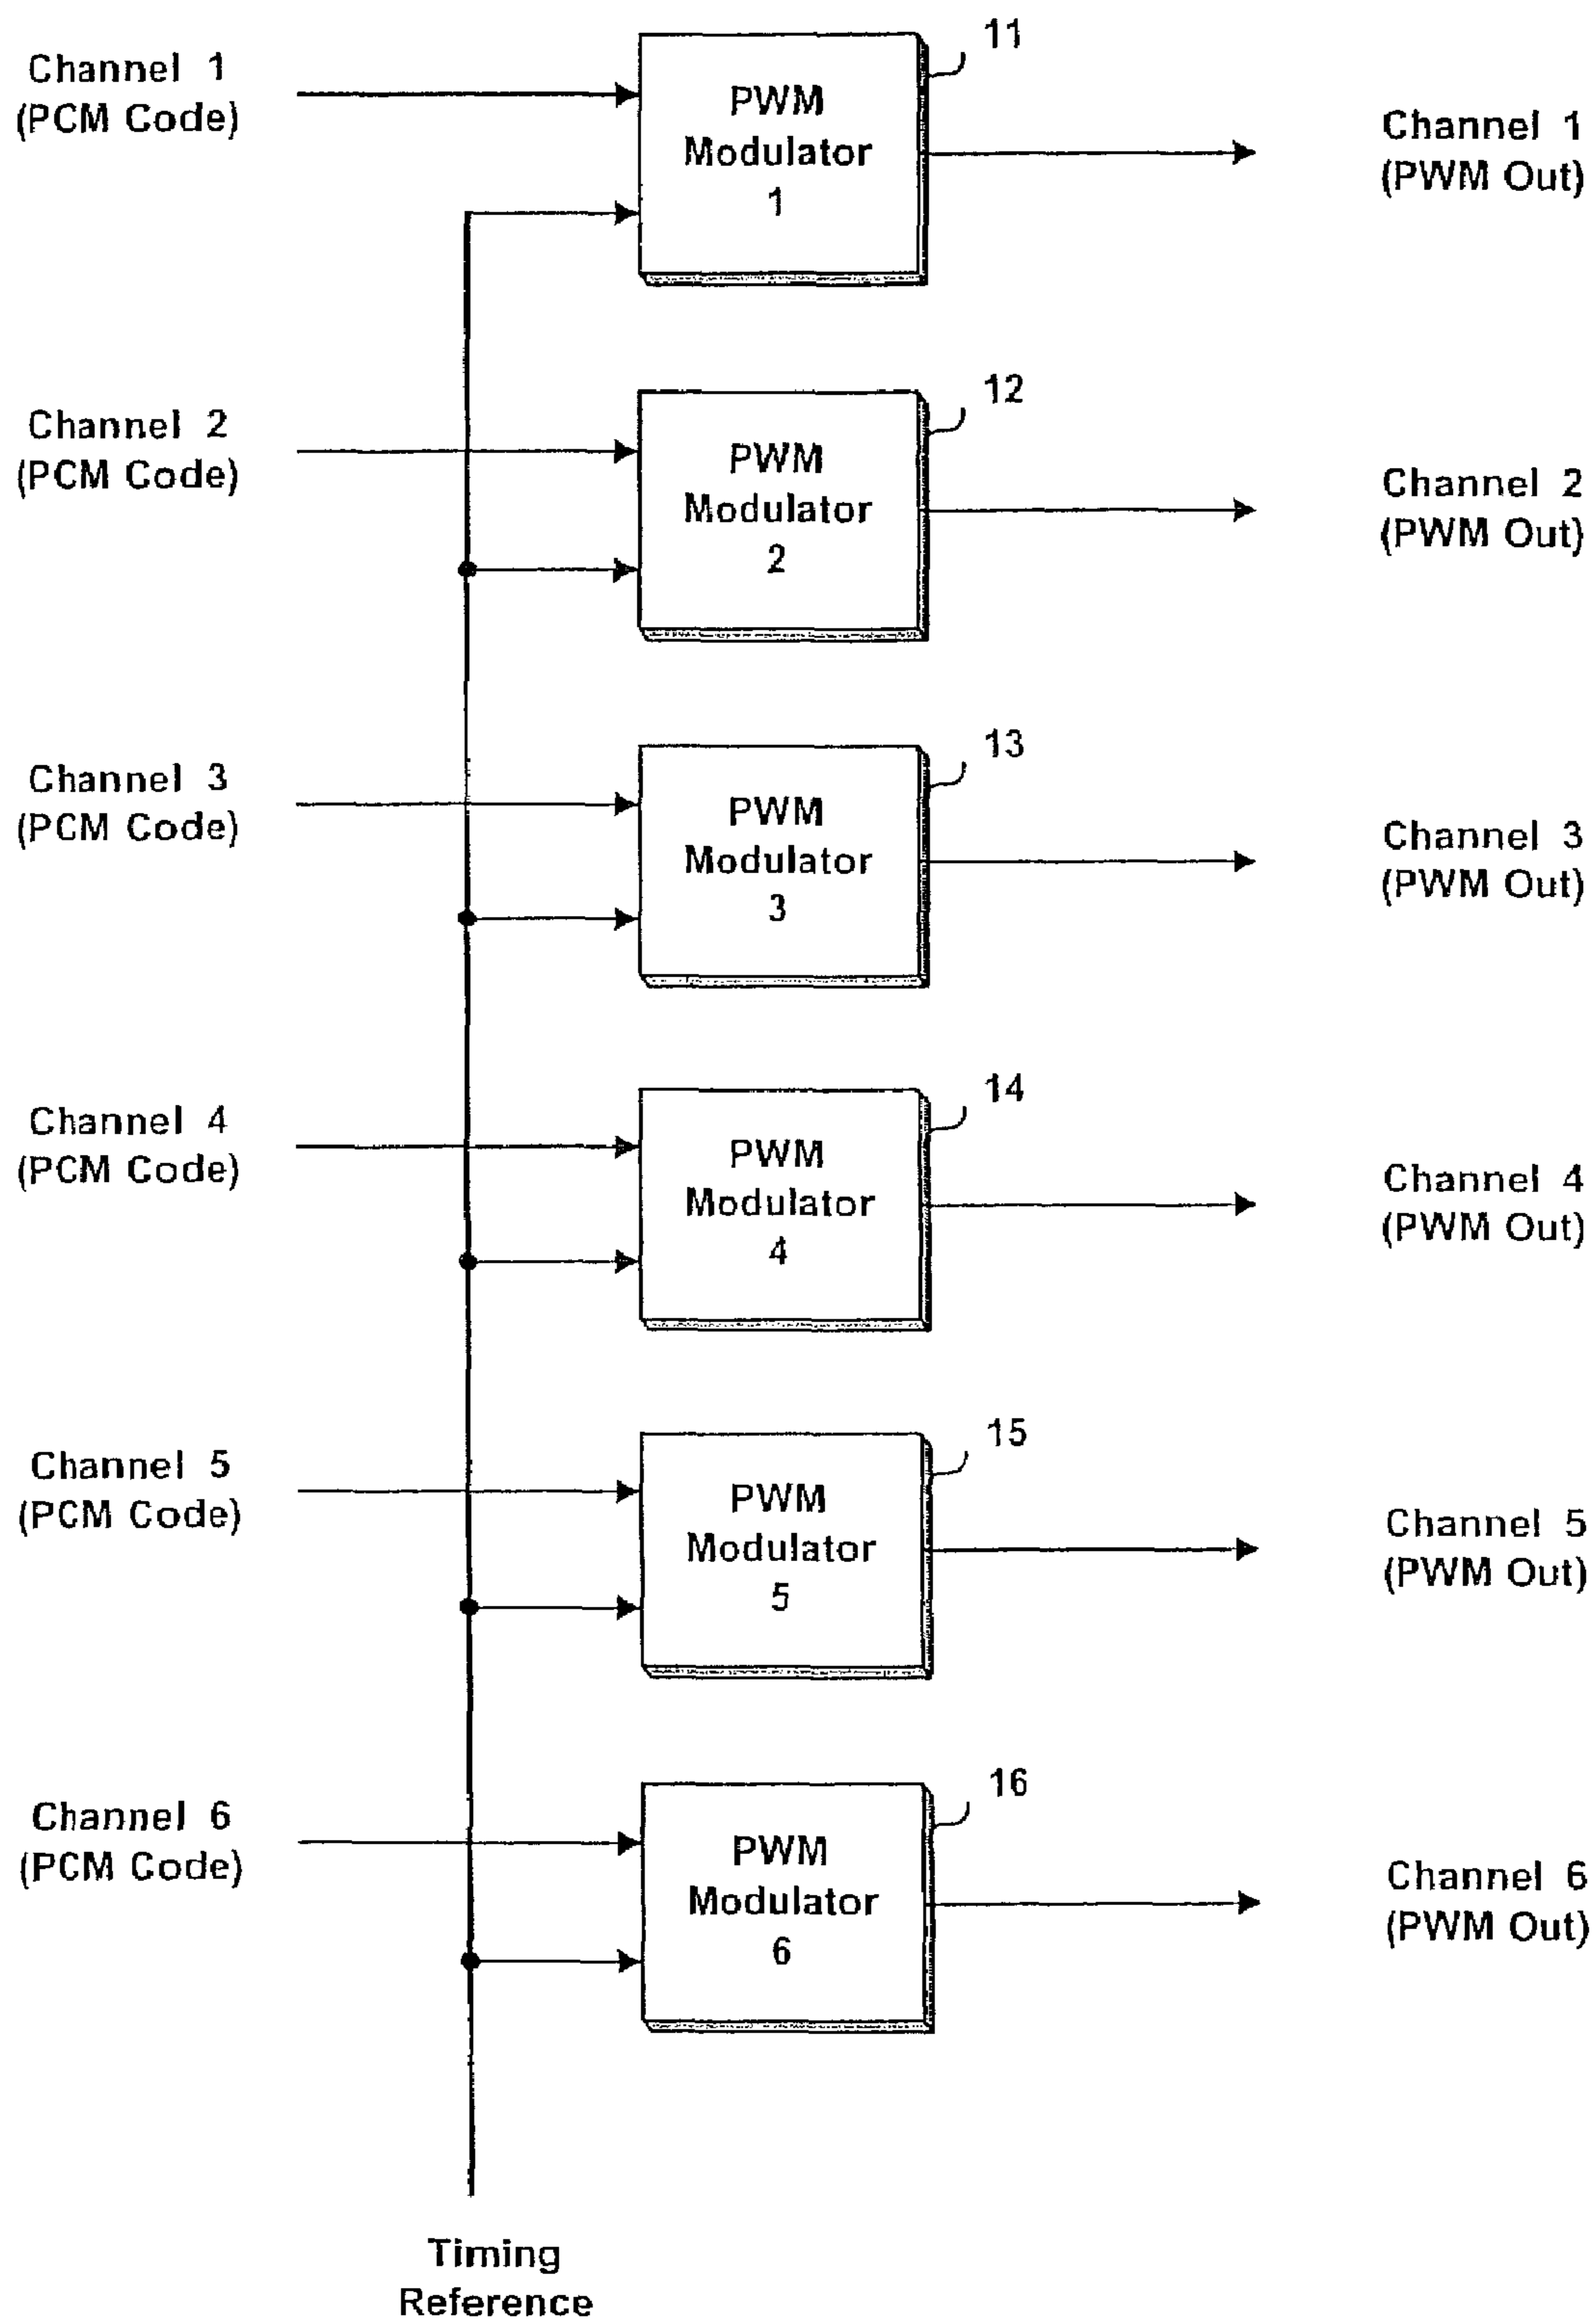 Channel 1
(PCM Code)
PWM
Modulator
1
11
Channel 1
(PWM Out)
Channel 2
(PCM Code)
PWM
Modulator
2
12
Channel 2
(PWM Out)
Channel 3
(PCM Code)
PWM
Modulator
3
13
Channel 3
(PWM Out)
Channel 4
(PCM Code)
PWM
Modulator
4
14
Channel 4
(PWM Out)
Channel 5
(PCM Code)
PWM
Modulator
5
15
Channel 5
(PWM Out)
Channel 6
(PCM Code)
PWM
Modulator
6
16
Channel 6
(PWM Out)
Timing
Reference